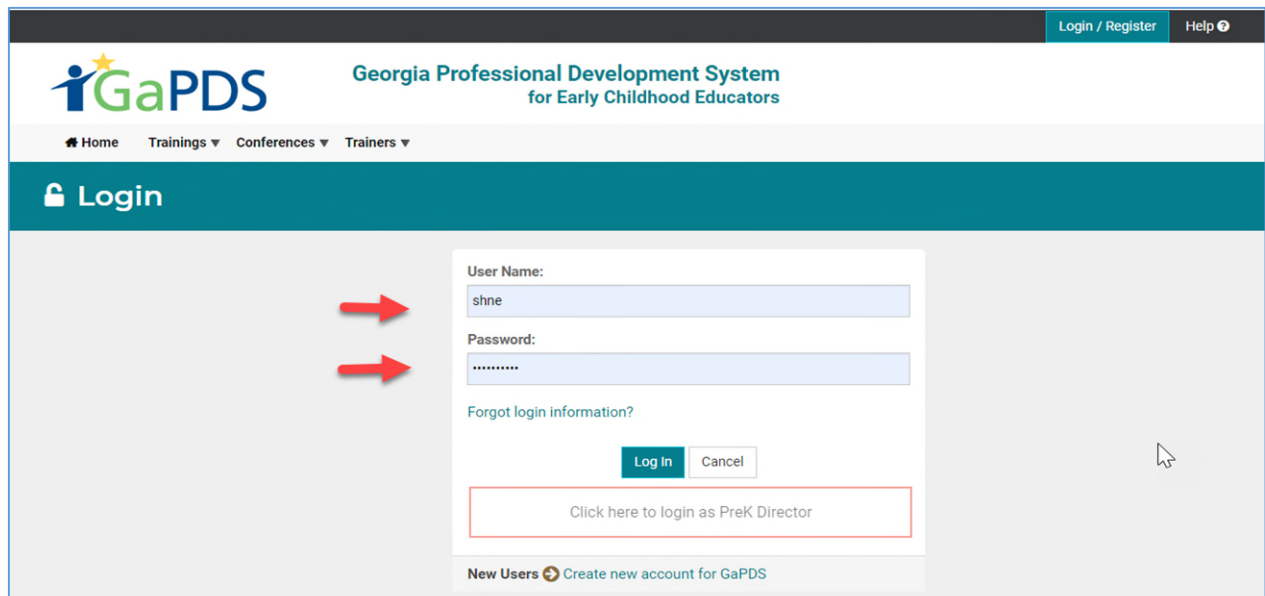 Login / Register Help
GaPDS
Georgia Professional Development System
for Early Childhood Educators
Home Trainings Conferences Trainers
Login
User Name:
shne
Password:
••••••••••
Forgot login information?
Log In Cancel
Click here to login as PreK Director
New Users Create new account for GaPDS